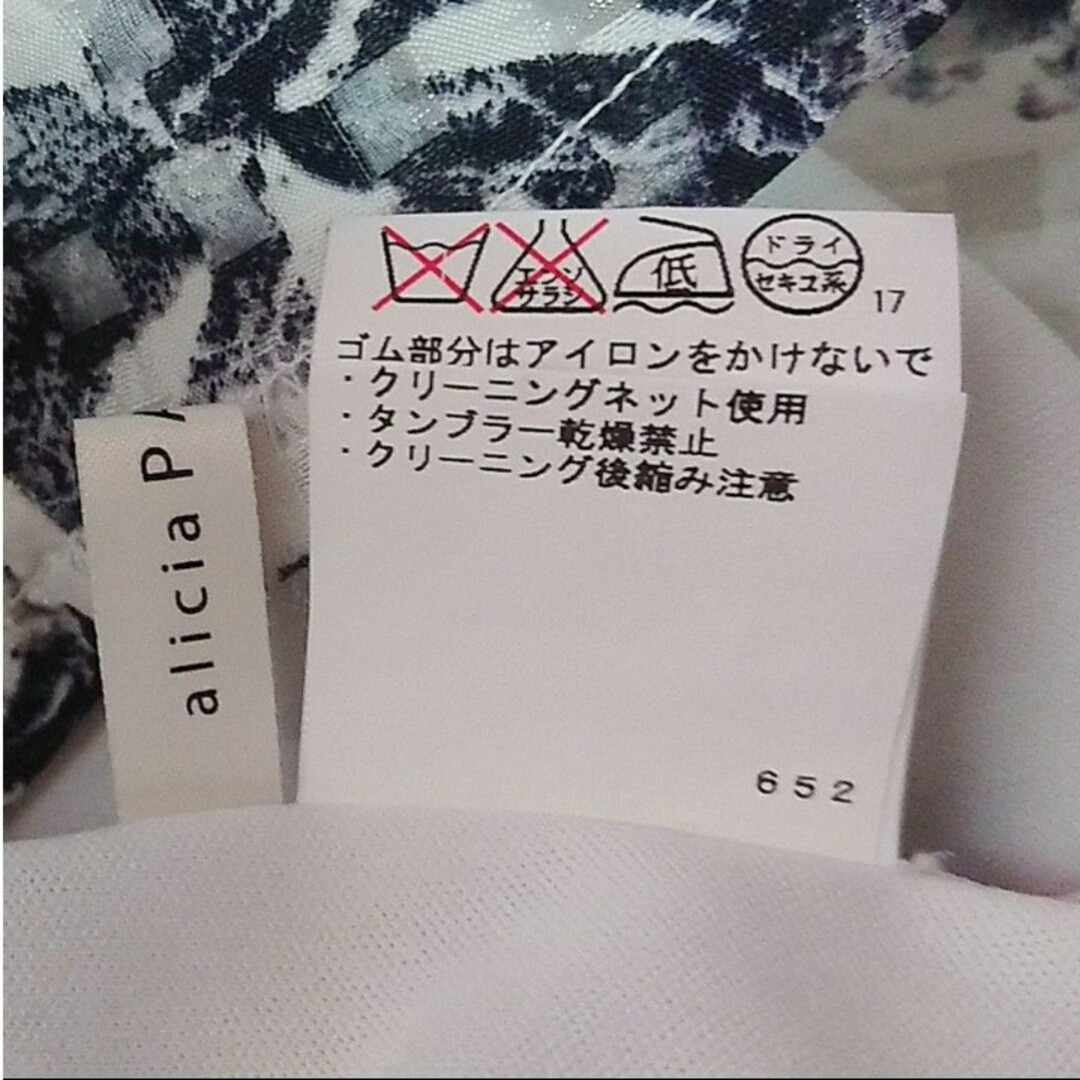 エンソ
サラシ
低
ドライ
セキユ系
17
ゴム部分はアイロンをかけないで
・クリーニングネット使用
・タンブラー乾燥禁止
・クリーニング後縮み注意
652
alicia P